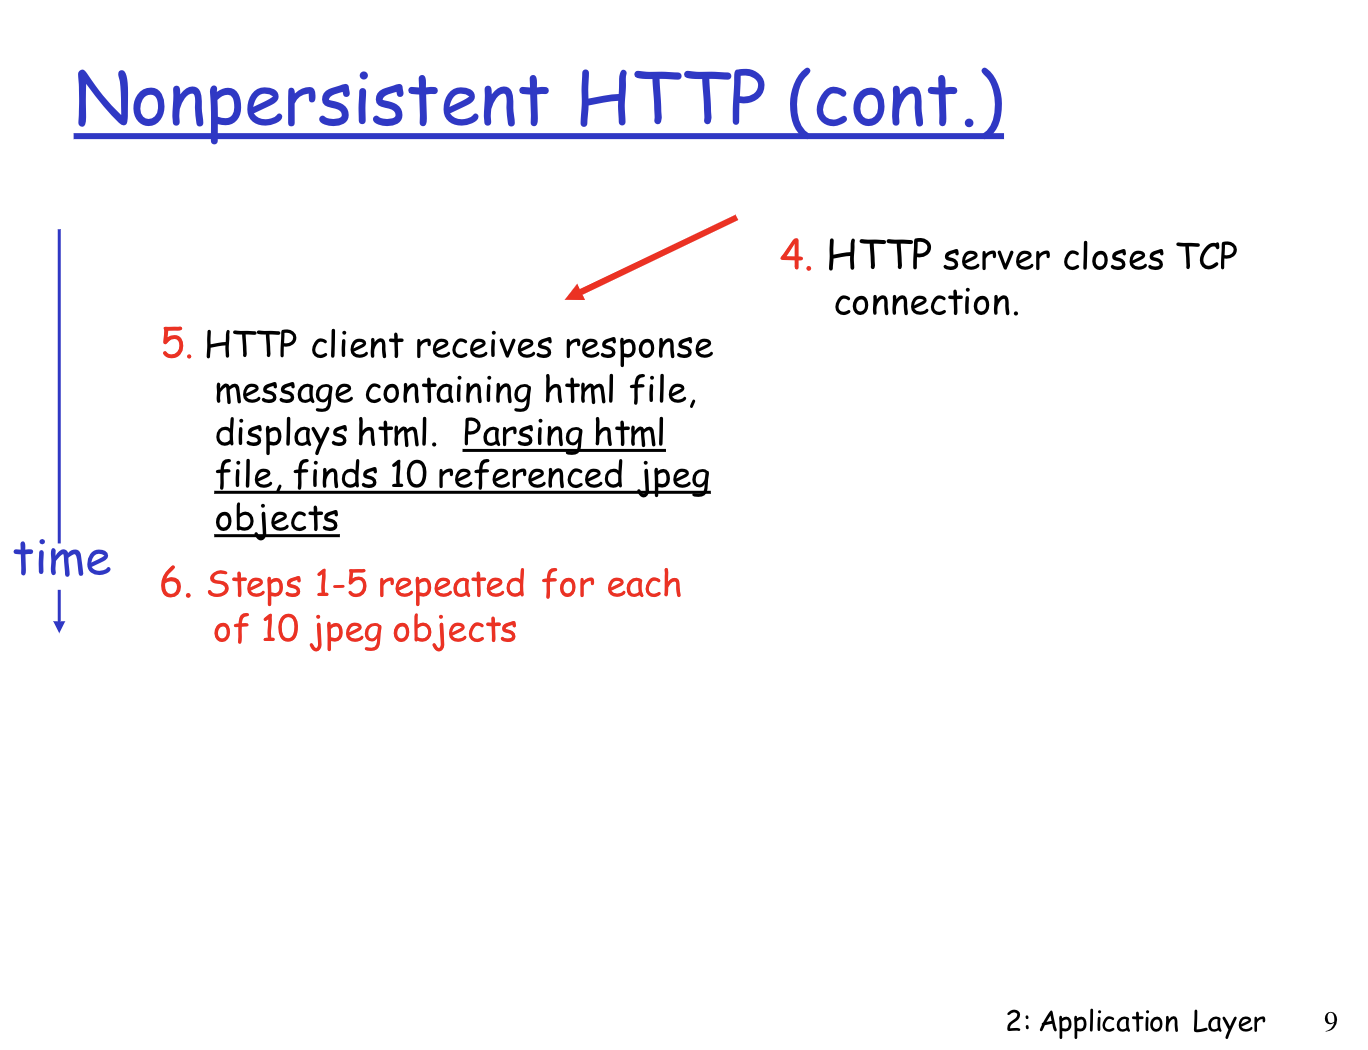 Nonpersistent HTTP (cont.)
4. HTTP server closes TCP
connection.
5. HTTP client receives response
message containing html file,
displays html. Parsing html
file, finds 10 referenced jpeg
objects
time
6. Steps 1-5 repeated for each
of 10 jpeg objects
2: Application Layer 9